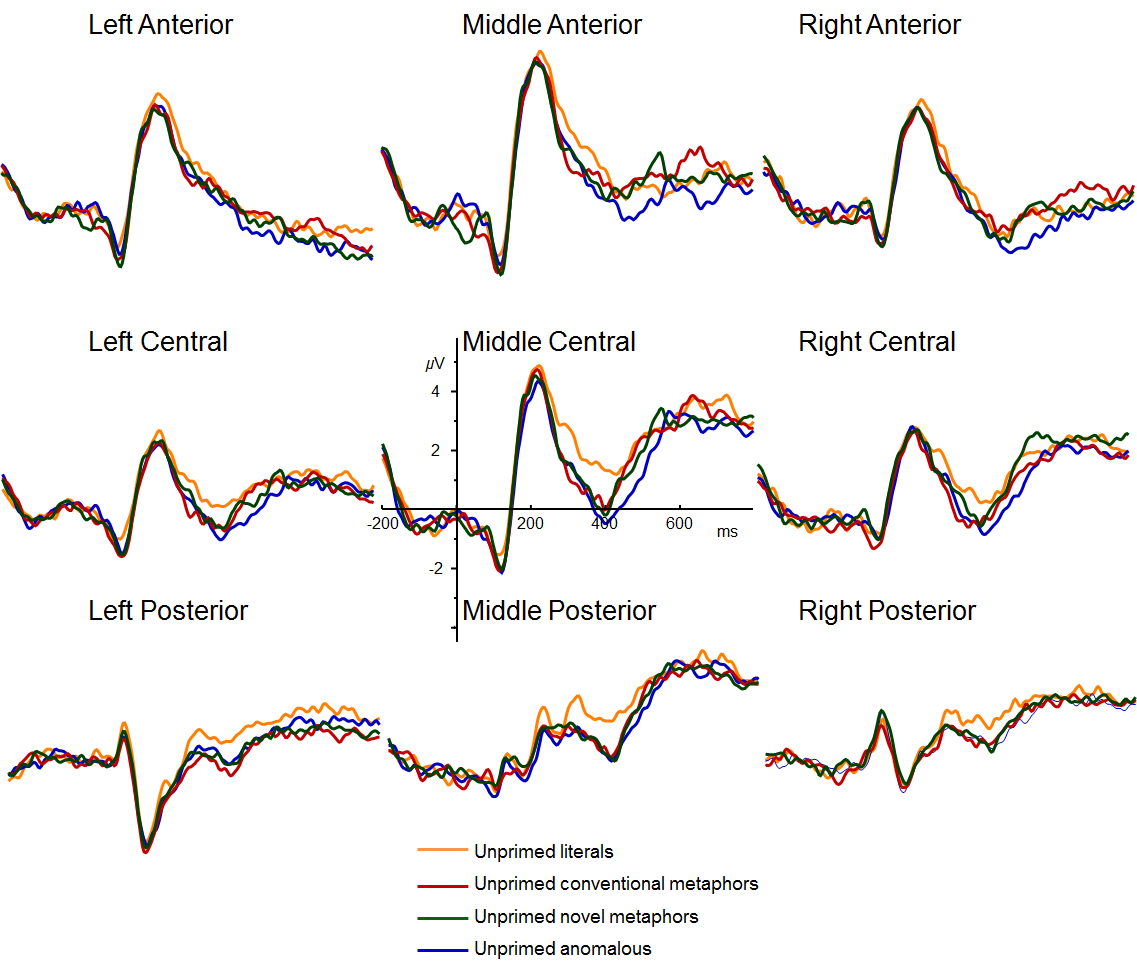 Left Anterior
Middle Anterior
Right Anterior
Left Central
Middle Central
Right Central
µV
4
2
-200
200
400
600
ms
-2
Left Posterior
Middle Posterior
Right Posterior
Unprimed literals
Unprimed conventional metaphors
Unprimed novel metaphors
Unprimed anomalous